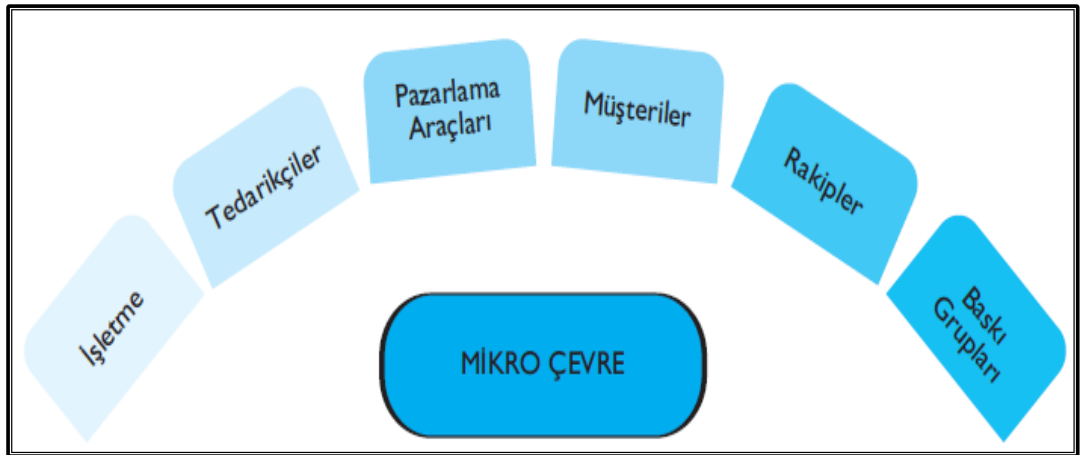 İşletme
Tedarikçiler
Pazarlama
Araçları
Müşteriler
Rakipler
Baskı
Grupları
MİKRO ÇEVRE